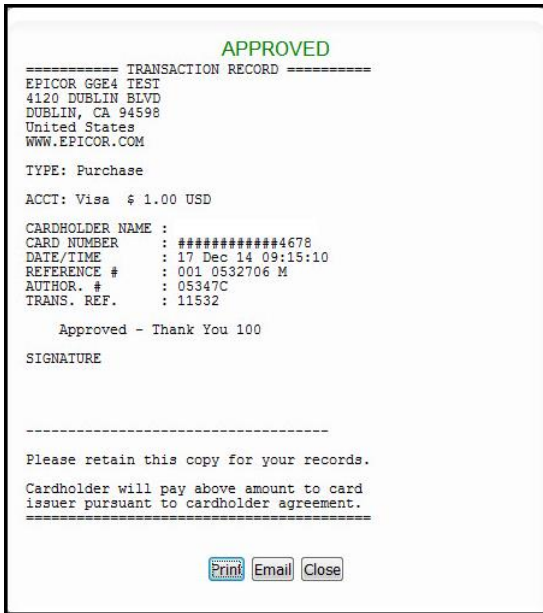 APPROVED
=========== TRANSACTION RECORD ==========
EPICOR GGE4 TEST
4120 DUBLIN BLVD
DUBLIN, CA 94598
United States
WWW.EPICOR.COM
TYPE: Purchase
ACCT: Visa $ 1.00 USD
CARDHOLDER NAME :
CARD NUMBER : ############4678
DATE/TIME : 17 Dec 14 09:15:10
REFERENCE # : 001 0532706 M
AUTHOR. # : 05347C
TRANS. REF. : 11532
Approved - Thank You 100
SIGNATURE
------------------------------------
Please retain this copy for your records.
Cardholder will pay above amount to card
issuer pursuant to cardholder agreement.
=========================================
Print Email Close